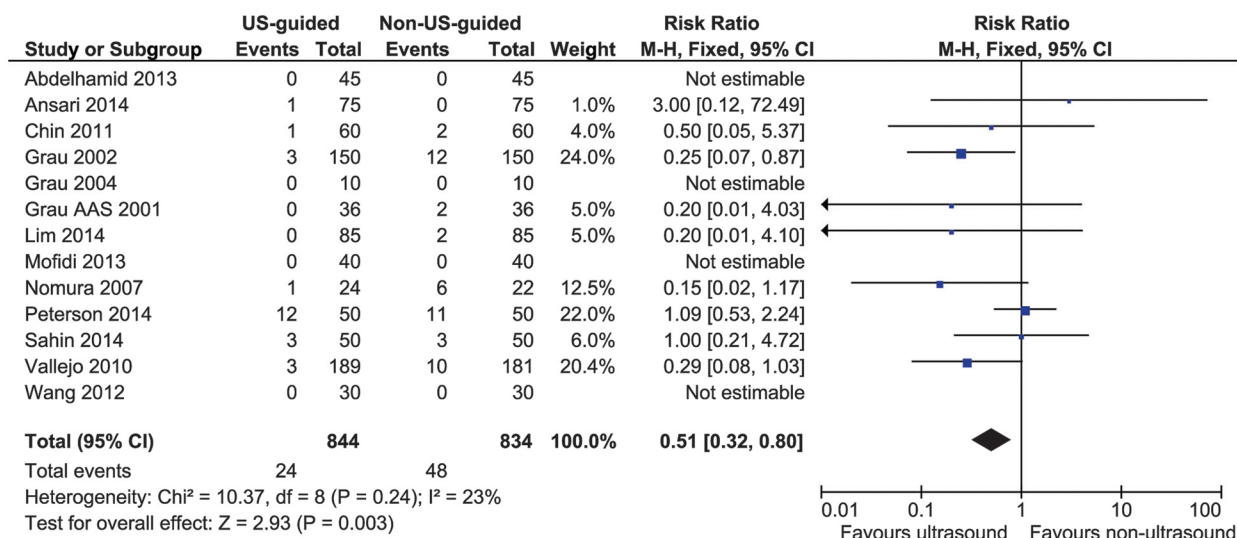 US-guided Non-US-guided Risk Ratio Risk Ratio
Study or Subgroup Events Total Events Total Weight M-H, Fixed, 95% CI M-H, Fixed, 95% CI
Abdelhamid 2013 0 45 0 45 Not estimable
Ansari 2014 1 75 0 75 1.0% 3.00 [0.12, 72.49]
Chin 2011 1 60 2 60 4.0% 0.50 [0.05, 5.37]
Grau 2002 3 150 12 150 24.0% 0.25 [0.07, 0.87]
Grau 2004 0 10 0 10 Not estimable
Grau AAS 2001 0 36 2 36 5.0% 0.20 [0.01, 4.03]
Lim 2014 0 85 2 85 5.0% 0.20 [0.01, 4.10]
Mofidi 2013 0 40 0 40 Not estimable
Nomura 2007 1 24 6 22 12.5% 0.15 [0.02, 1.17]
Peterson 2014 12 50 11 50 22.0% 1.09 [0.53, 2.24]
Sahin 2014 3 50 3 50 6.0% 1.00 [0.21, 4.72]
Vallejo 2010 3 189 10 181 20.4% 0.29 [0.08, 1.03]
Wang 2012 0 30 0 30 Not estimable
Total (95% CI) 844 834 100.0% 0.51 [0.32, 0.80]
Total events 24 48
Heterogeneity: Chi² = 10.37, df = 8 (P = 0.24); I² = 23%
Test for overall effect: Z = 2.93 (P = 0.003)
0.01 0.1 1 10 100
Favours ultrasound Favours non-ultrasound